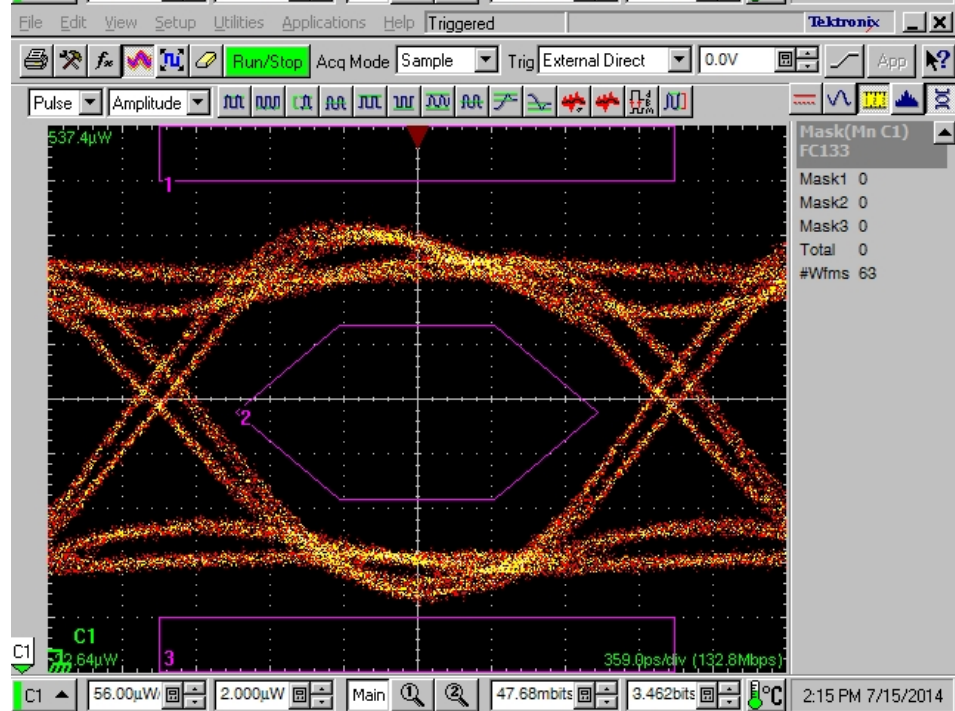 File Edit View Setup Utilities Applications Help Triggered Tektronix
Run/Stop Acq Mode Sample Trig External Direct 0.0V App
Pulse Amplitude
537.4µW
1
2
C1
3
359.0ps/div (132.8Mbps)
Mask(Mn C1)
FC133
Mask1 0
Mask2 0
Mask3 0
Total 0
#Wfms 63
C1
C1 56.00µW/ 2.000µW Main 1 2 47.68mbits 3.462bits °C 2:15 PM 7/15/2014